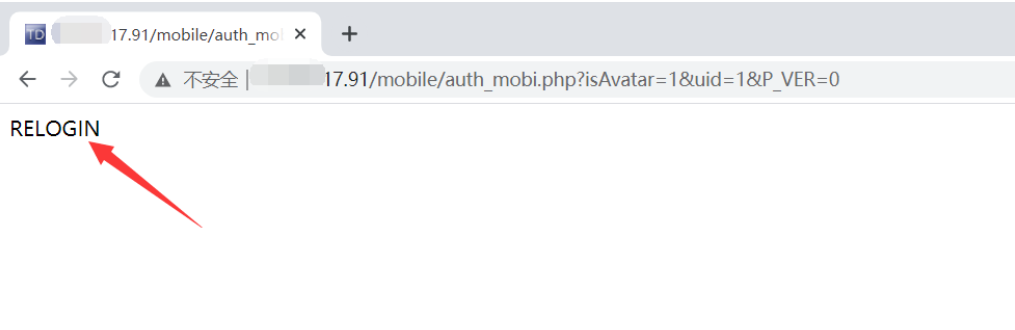 TD 17.91/mobile/auth_mo
不安全 | 17.91/mobile/auth_mobi.php?isAvatar=1&uid=1&P_VER=0
RELOGIN